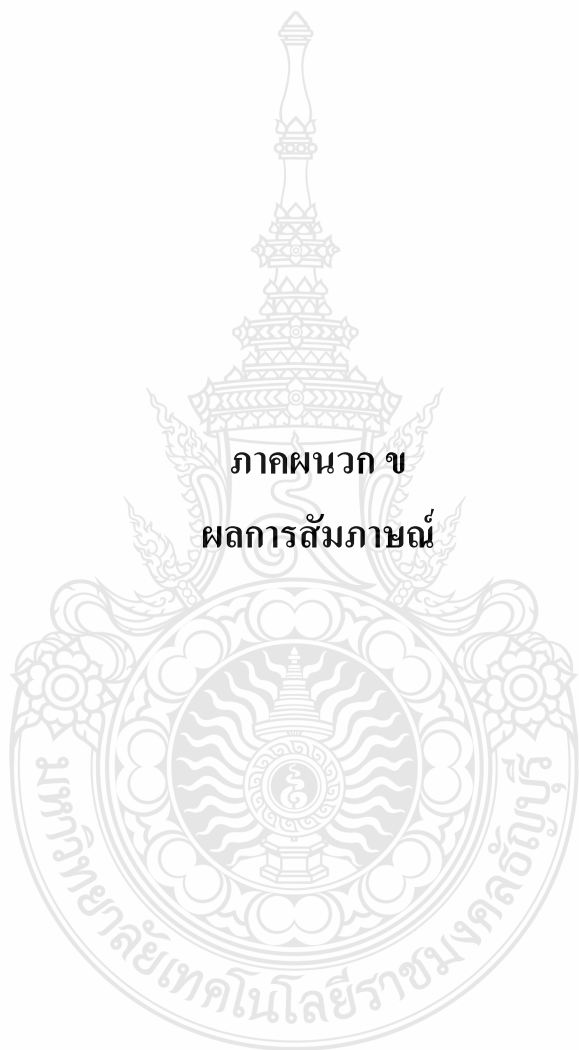 ภาคผนวก ข
ผลการสัมภาษณ์
มหาวิทยาลัยเทคโนโลยีราชมงคลธัญบุรี